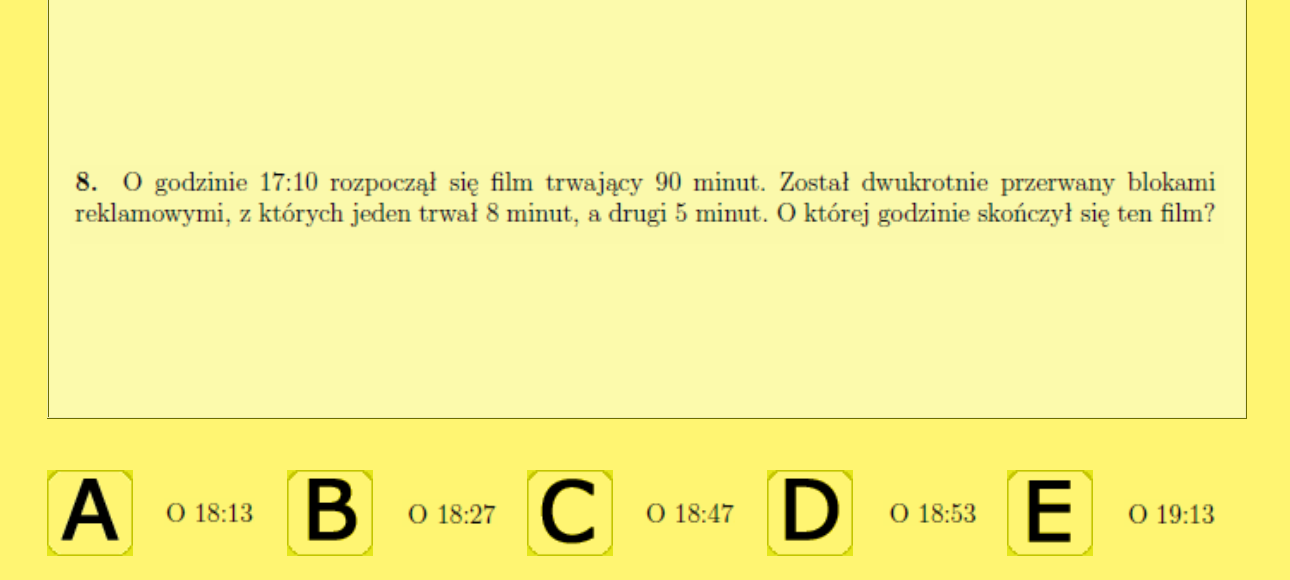 8. O godzinie 17:10 rozpoczął się film trwający 90 minut. Został dwukrotnie przerwany blokami
reklamowymi, z których jeden trwał 8 minut, a drugi 5 minut. O której godzinie skończył się ten film?
A O 18:13 B O 18:27 C O 18:47 D O 18:53 E O 19:13